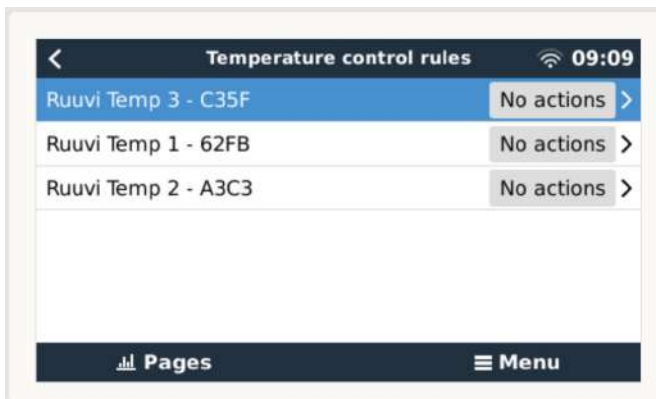 Temperature control rules 09:09
Ruuvi Temp 3 - C35F No actions
Ruuvi Temp 1 - 62FB No actions
Ruuvi Temp 2 - A3C3 No actions
Pages Menu